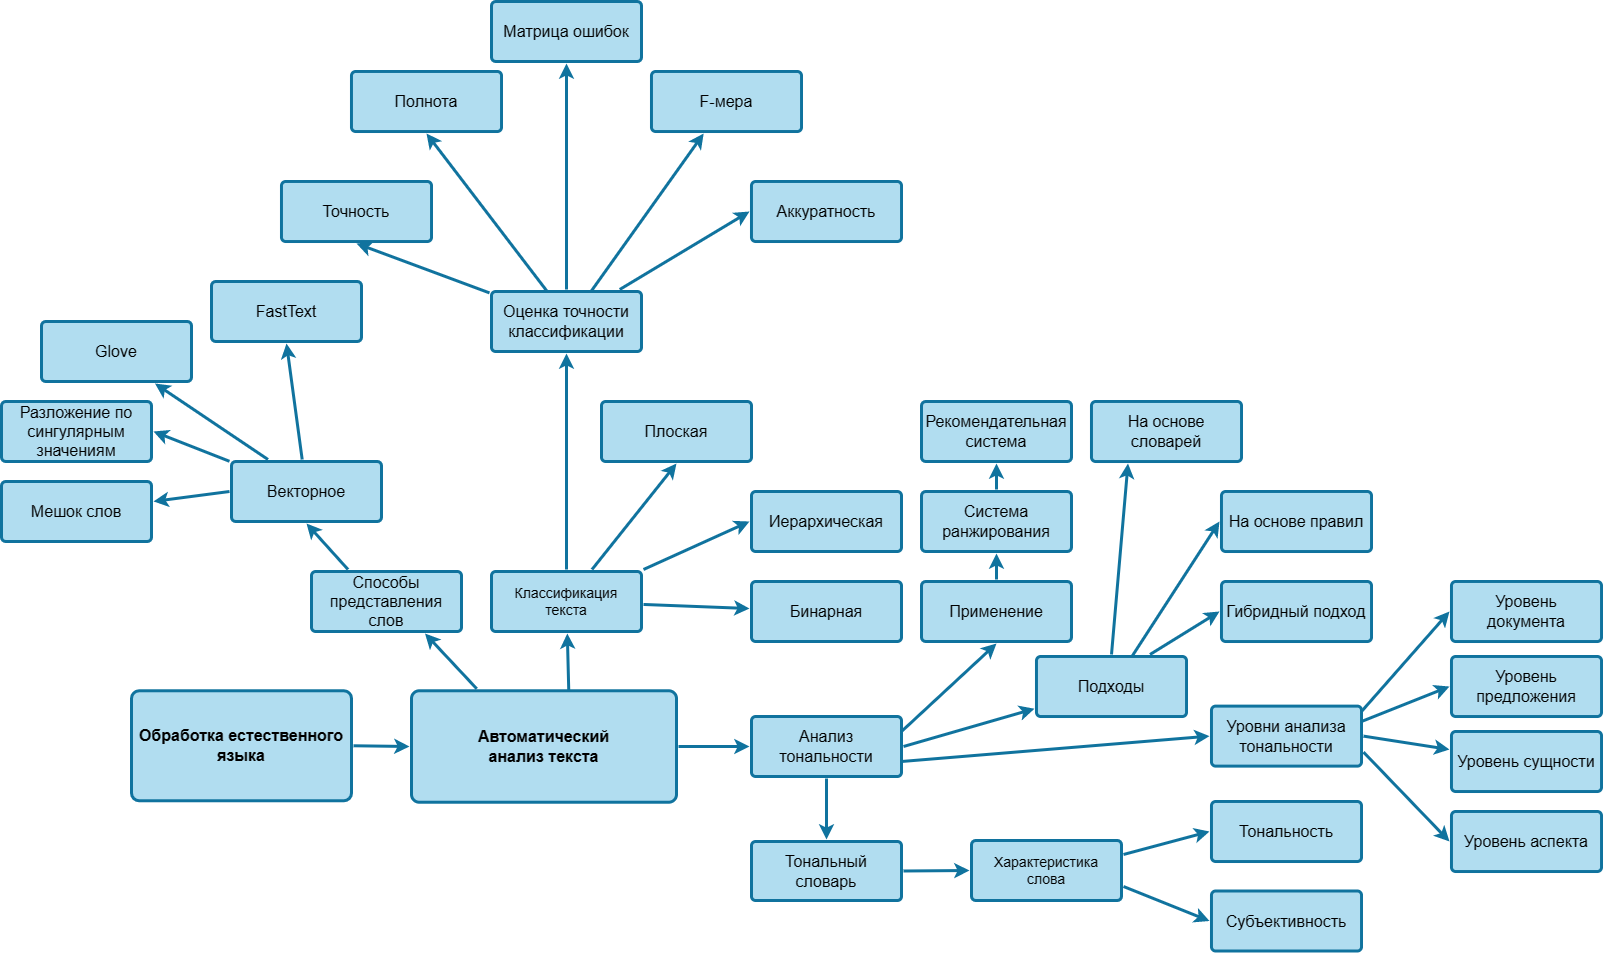 Матрица ошибок
Полнота
F-мера
Точность
Аккуратность
FastText
Оценка точности
классификации
Glove
Разложение по
сингулярным
значениям
Плоская
Рекомендательная
система
На основе
словарей
Векторное
Мешок слов
Иерархическая
Система
ранжирования
На основе правил
Способы
представления
слов
Классификация
текста
Бинарная
Применение
Гибридный подход
Уровень
документа
Подходы
Уровень
предложения
Обработка естественного
языка
Автоматический
анализ текста
Анализ
тональности
Уровни анализа
тональности
Уровень сущности
Тональность
Уровень аспекта
Тональный
словарь
Характеристика
слова
Субъективность